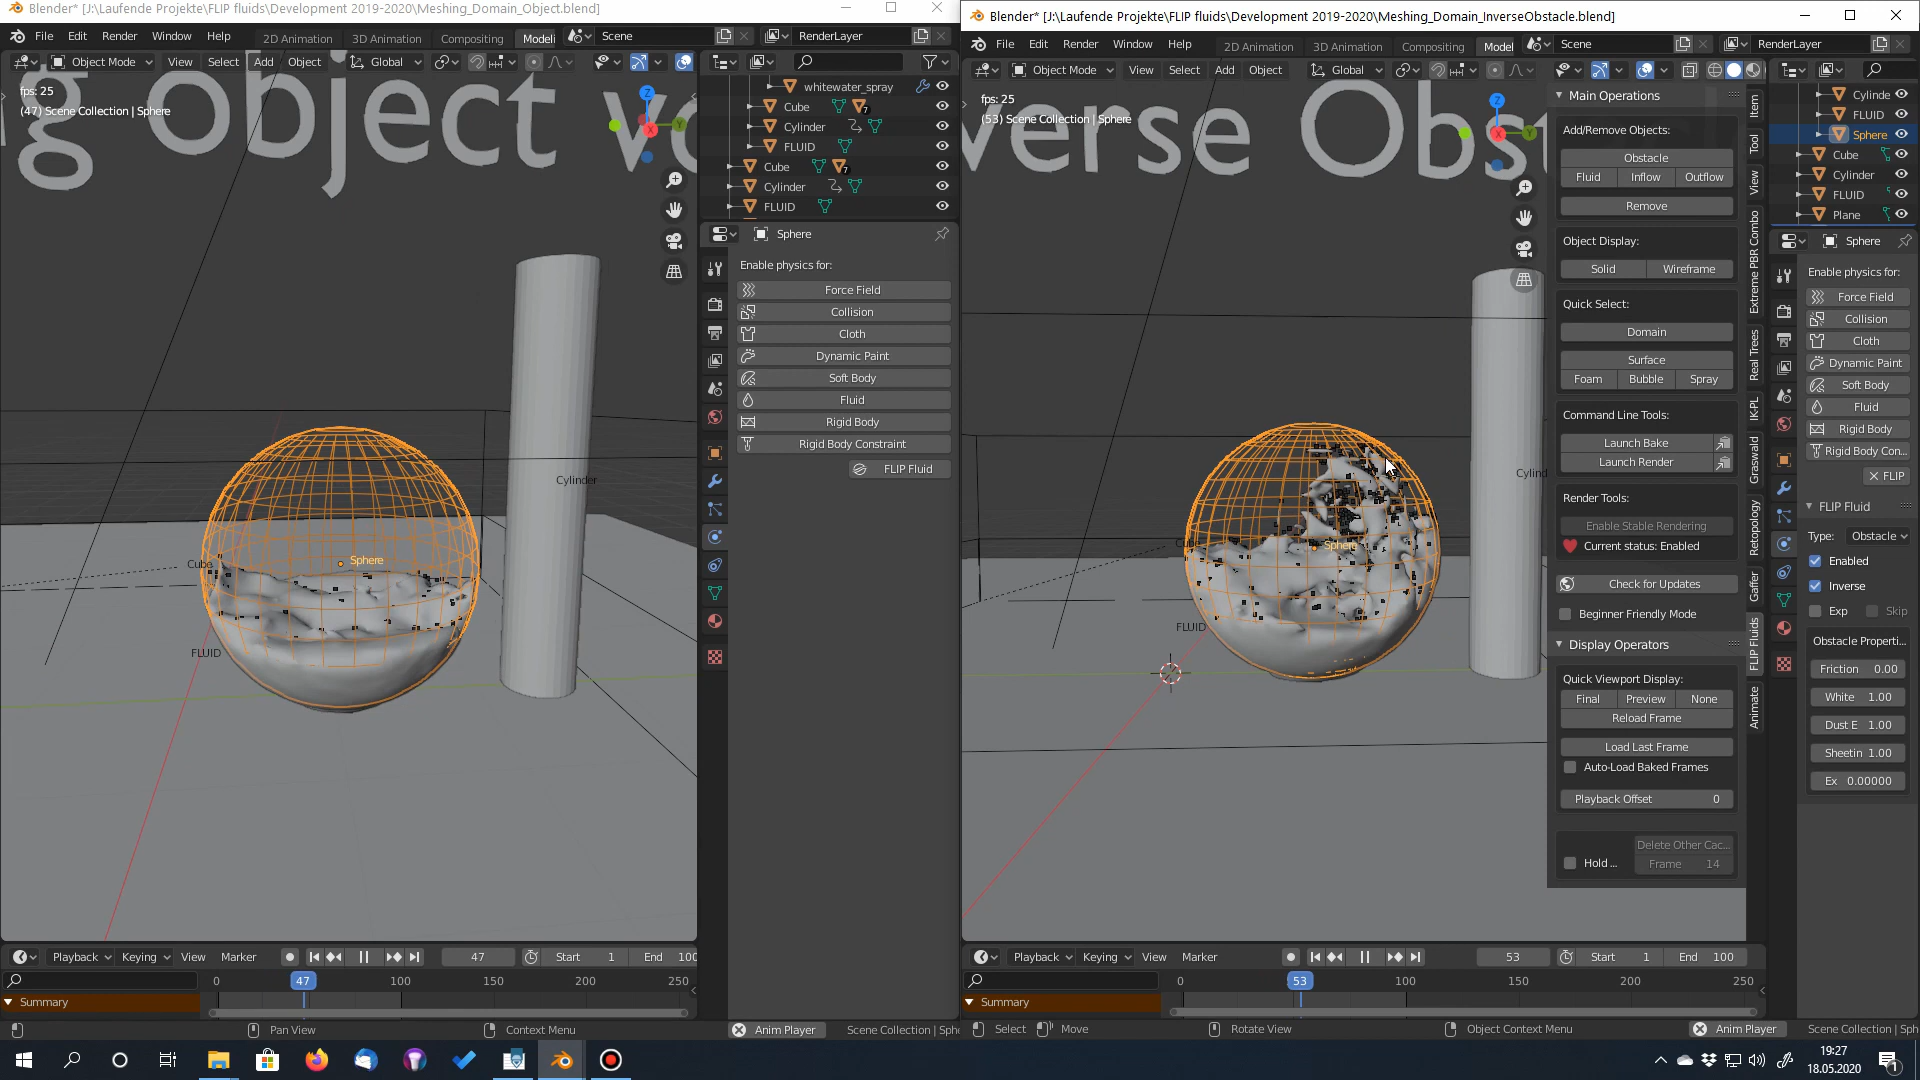 Blender* [J:\Laufende Projekte\FLIP fluids\Development 2019-2020\Meshing_Domain_Object.blend]
File Edit Render Window Help 2D Animation 3D Animation Compositing Modeli Scene RenderLayer
Object Mode View Select Add Object Global
g Object vo
fps: 25
(47) Scene Collection | Sphere
Z
Y
X
Cylinder
Sphere
Cube
FLUID
whitewater_spray
Cube 7
Cylinder
FLUID
Cube 7
Cylinder
FLUID
Sphere
Enable physics for:
Force Field
Collision
Cloth
Dynamic Paint
Soft Body
Fluid
Rigid Body
Rigid Body Constraint
FLIP Fluid
Playback Keying View Marker 47 Start 1 End 100
0 47 100 150 200 250
Summary
Pan View Context Menu Anim Player Scene Collection | Sph
Blender* [J:\Laufende Projekte\FLIP fluids\Development 2019-2020\Meshing_Domain_InverseObstacle.blend]
File Edit Render Window Help 2D Animation 3D Animation Compositing Model Scene RenderLayer
Object Mode View Select Add Object Global
verse Obst
fps: 25
(53) Scene Collection | Sphere
Z
Y
X
Cylind
Sphere
Cube
FLUID
Main Operations
Add/Remove Objects:
Obstacle
Fluid Inflow Outflow
Remove
Object Display:
Solid Wireframe
Quick Select:
Domain
Surface
Foam Bubble Spray
Command Line Tools:
Launch Bake
Launch Render
Render Tools:
Enable Stable Rendering
Current status: Enabled
Check for Updates
Beginner Friendly Mode
Display Operators
Quick Viewport Display:
Final Preview None
Reload Frame
Load Last Frame
Auto-Load Baked Frames
Playback Offset 0
Delete Other Cac...
Hold ... Frame 14
Item
Tool
View
Extreme PBR Combo
Real Trees
IK-PL
Graswald
Retopology
Gaffer
FLIP Fluids
Animate
Cylinde
FLUID
Sphere
Cube
Cylinder
FLUID
Plane
Sphere
Enable physics for:
Force Field
Collision
Cloth
Dynamic Paint
Soft Body
Fluid
Rigid Body
Rigid Body Con...
FLIP
FLIP Fluid
Type: Obstacle
Enabled
Inverse
Exp Skip
Obstacle Properti...
Friction 0.00
White 1.00
Dust E 1.00
Sheetin 1.00
Ex 0.00000
Playback Keying View Marker 53 Start 1 End 100
0 53 100 150 200 250
Summary
Select Move Rotate View Object Context Menu Anim Player Scene Collection | Sp
19:27
18.05.2020
1